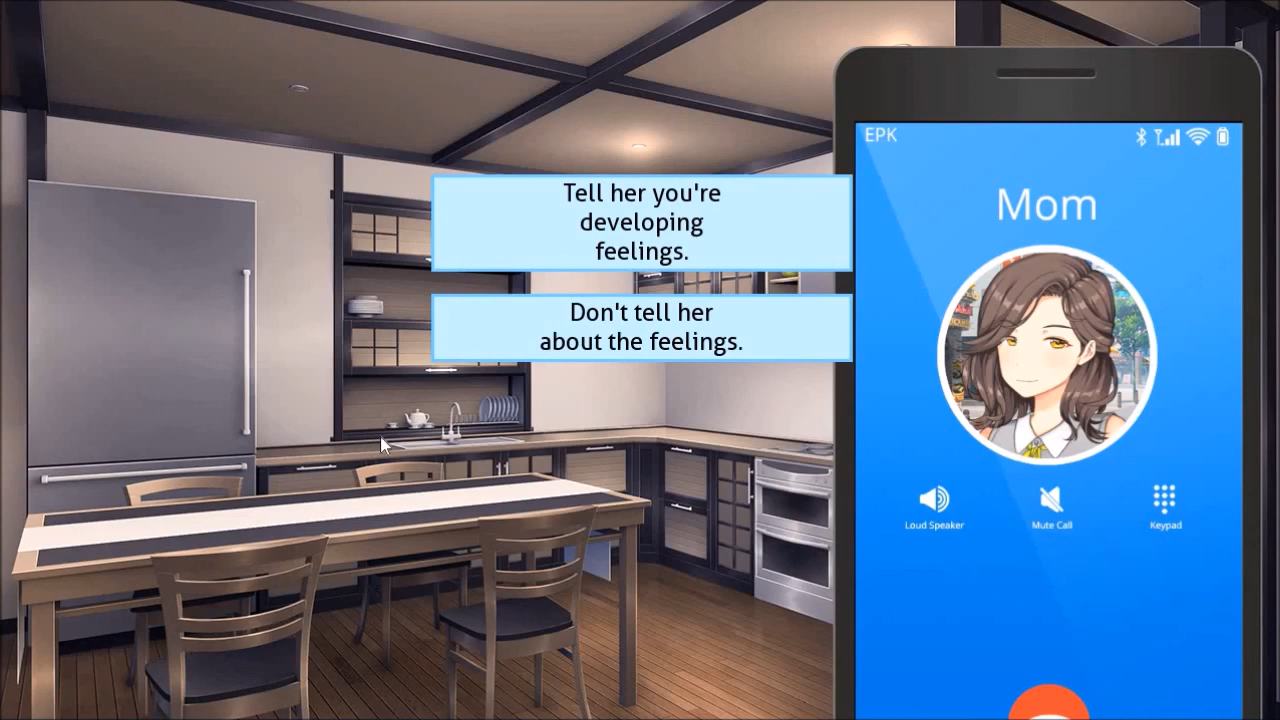 Tell her you're
developing
feelings.
Don't tell her
about the feelings.
EPK
Mom
Loud Speaker
Mute Call
Keypad